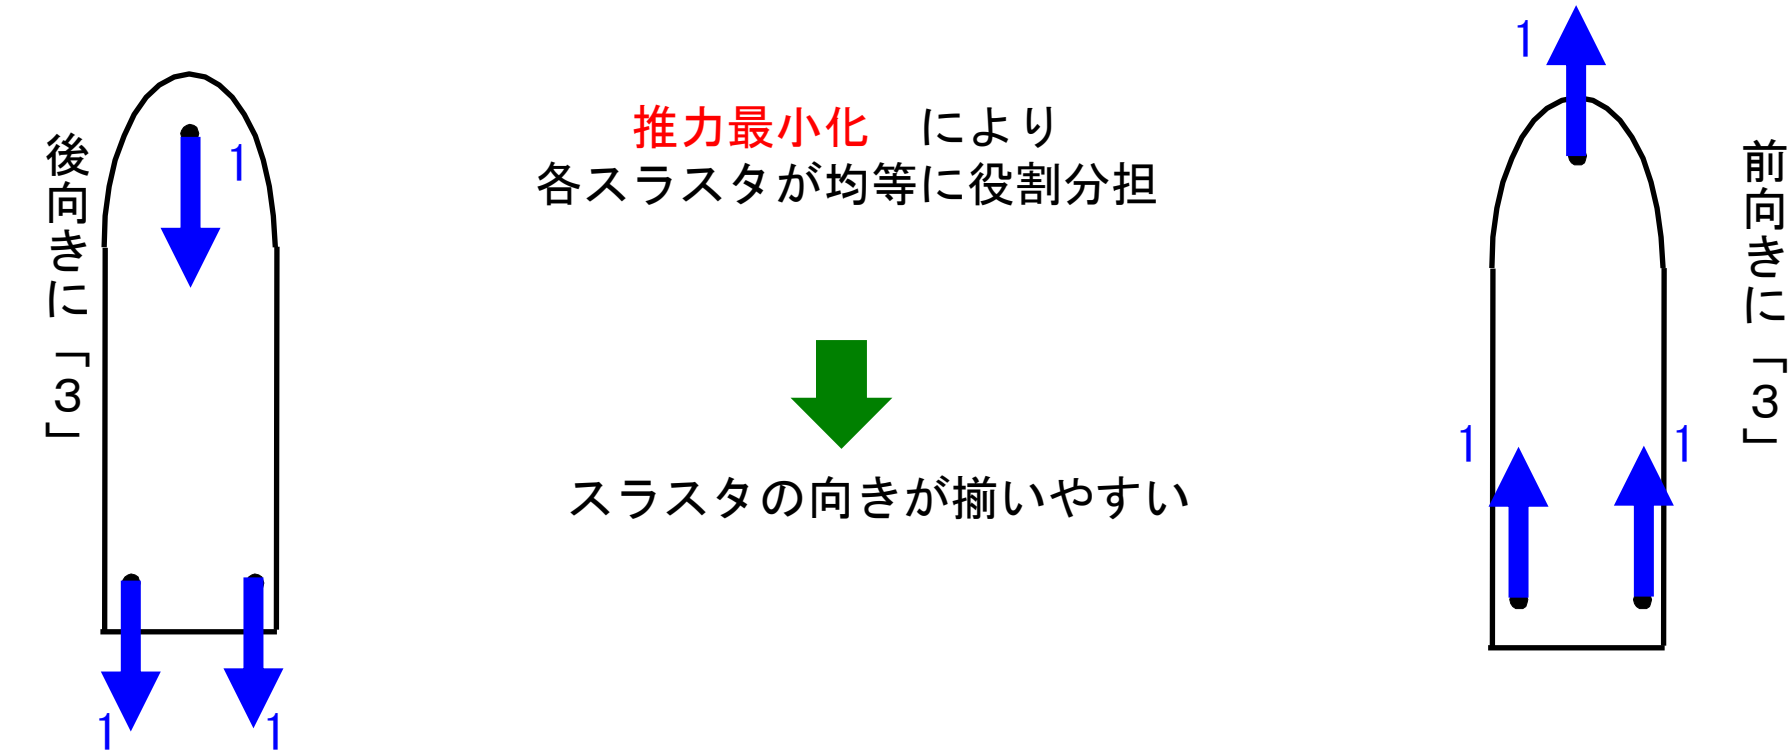 後向きに「３」
1
1
1
推力最小化　により
各スラスタが均等に役割分担
スラスタの向きが揃いやすい
1
1
1
前向きに「３」